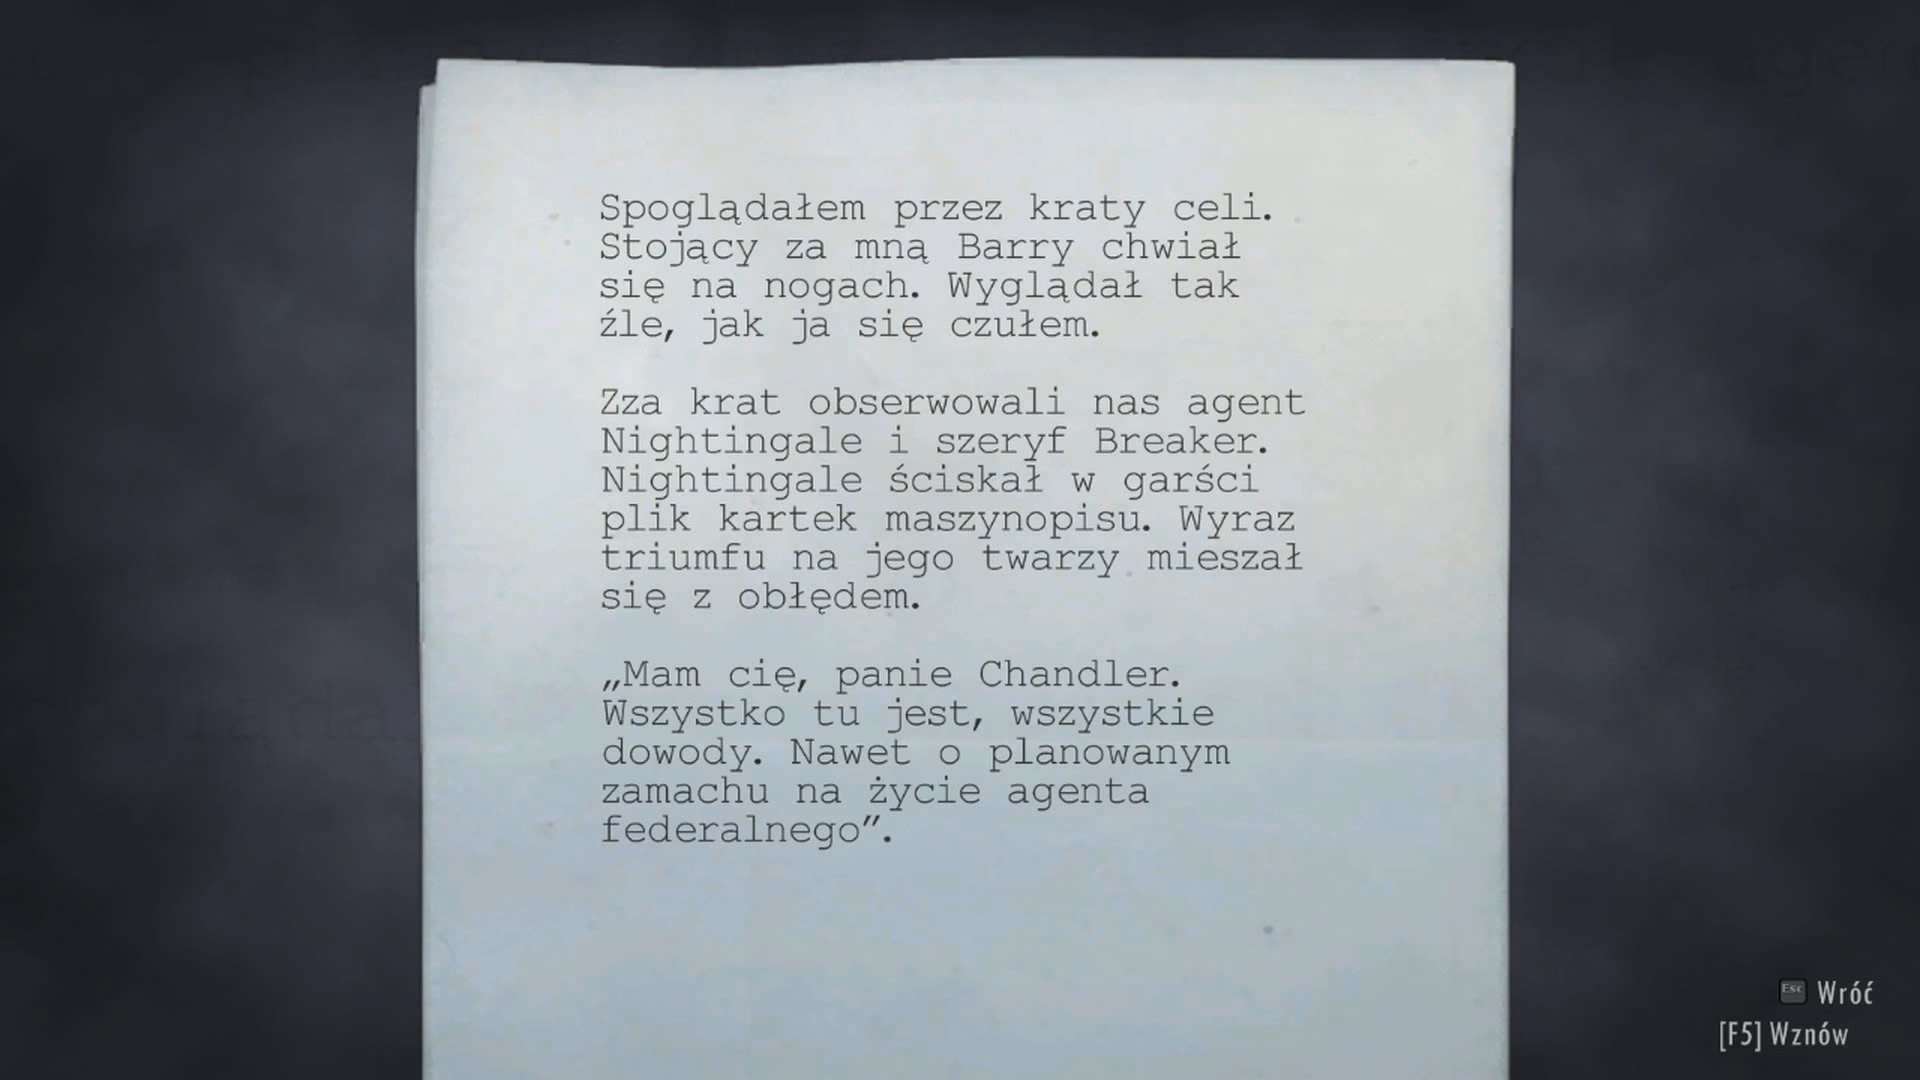 Spoglądałem przez kraty celi.
Stojący za mną Barry chwiał
się na nogach. Wyglądał tak
źle, jak ja się czułem.
Zza krat obserwowali nas agent
Nightingale i szeryf Breaker.
Nightingale ściskał w garści
plik kartek maszynopisu. Wyraz
triumfu na jego twarzy mieszał
się z obłędem.
„Mam cię, panie Chandler.
Wszystko tu jest, wszystkie
dowody. Nawet o planowanym
zamachu na życie agenta
federalnego”.
Esc Wróć
[F5] Wznów